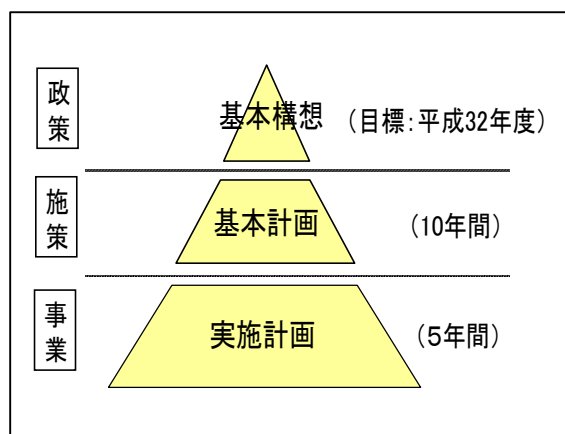 政策
基本構想 (目標:平成32年度)
施策
基本計画 (10年間)
事業
実施計画 (5年間)